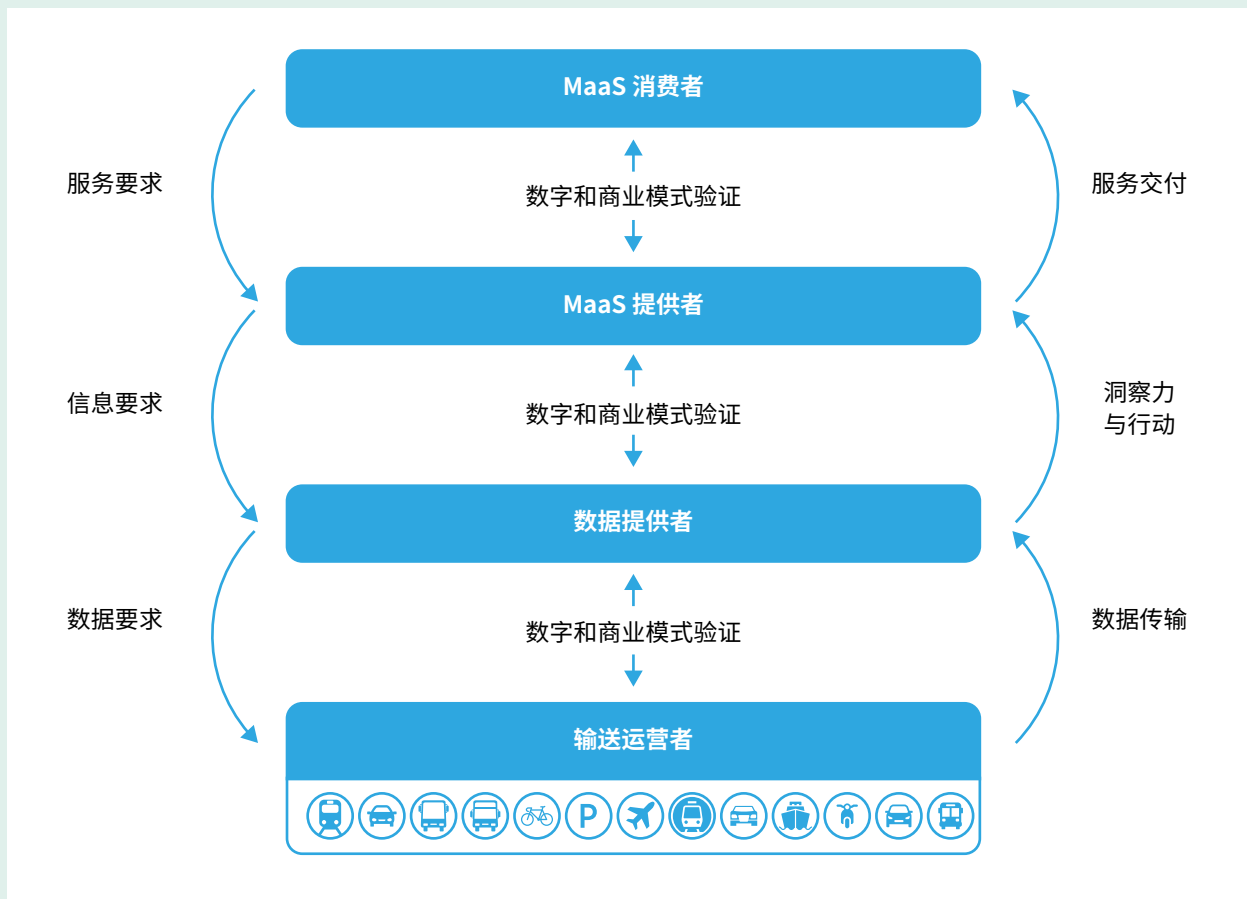 MaaS 消费者
服务要求
数字和商业模式验证
服务交付
MaaS 提供者
信息要求
数字和商业模式验证
洞察力
与行动
数据提供者
数据要求
数字和商业模式验证
数据传输
输送运营者
P